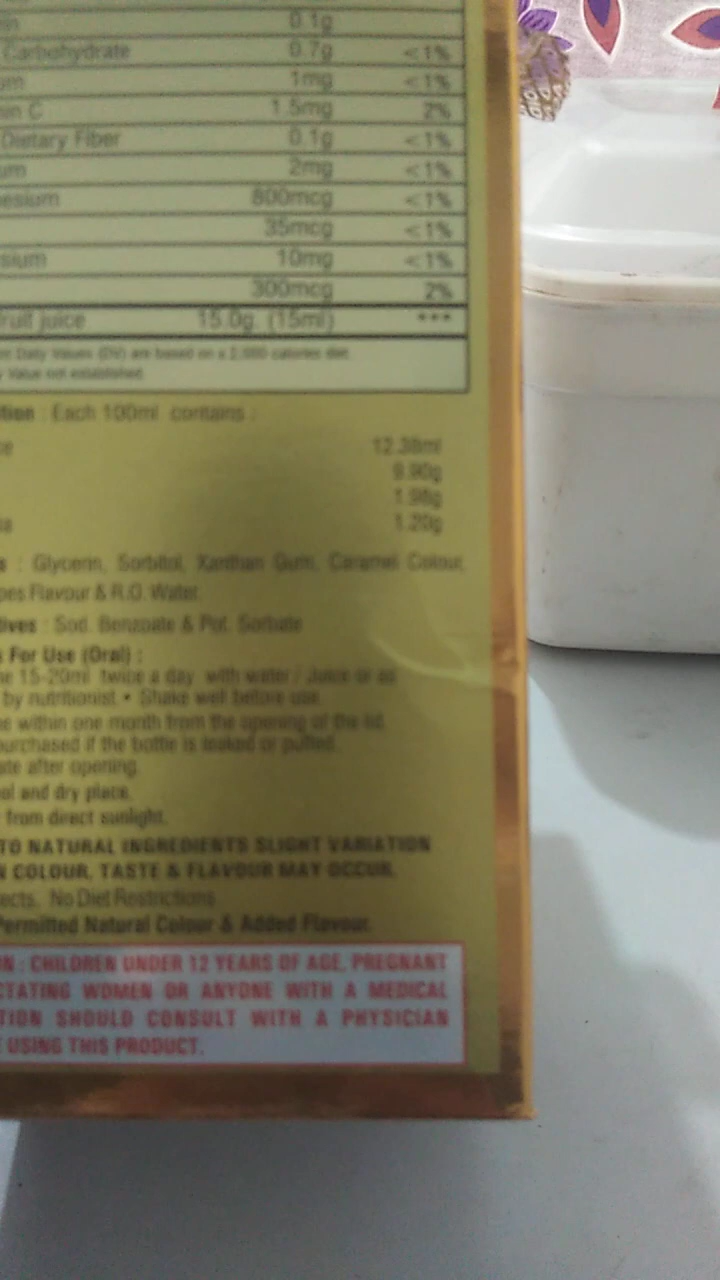 0.1g
Carbohydrate 0.7g <1%
1mg <1%
C 1.5mg 2%
Dietary Fiber 0.1g <1%
2mg <1%
esium 800mcg <1%
35mcg <1%
sium 10mg <1%
300mcg 2%
ruit juice 15.0g. (15ml) ***
Daily Values (DV) are based on a 2,000 calories diet
Value not established
tion : Each 100ml contains :
12.38ml
9.90g
1.98g
1.20g
s : Glycerin, Sorbitol, Xanthan Gum, Caramel Colour,
pes Flavour & R.O. Water.
tives : Sod. Benzoate & Pot. Sorbate
For Use (Oral) :
15-20ml twice a day with water / Juice or as
by nutritionist • Shake well before use.
within one month from the opening of the lid.
purchased if the bottle is leaked or puffed.
ate after opening.
ol and dry place.
from direct sunlight.
TO NATURAL INGREDIENTS SLIGHT VARIATION
N COLOUR, TASTE & FLAVOUR MAY OCCUR.
ects, No Diet Restrictions
Permitted Natural Colour & Added Flavour.
N : CHILDREN UNDER 12 YEARS OF AGE, PREGNANT
CTATING WOMEN OR ANYONE WITH A MEDICAL
TION SHOULD CONSULT WITH A PHYSICIAN
USING THIS PRODUCT.